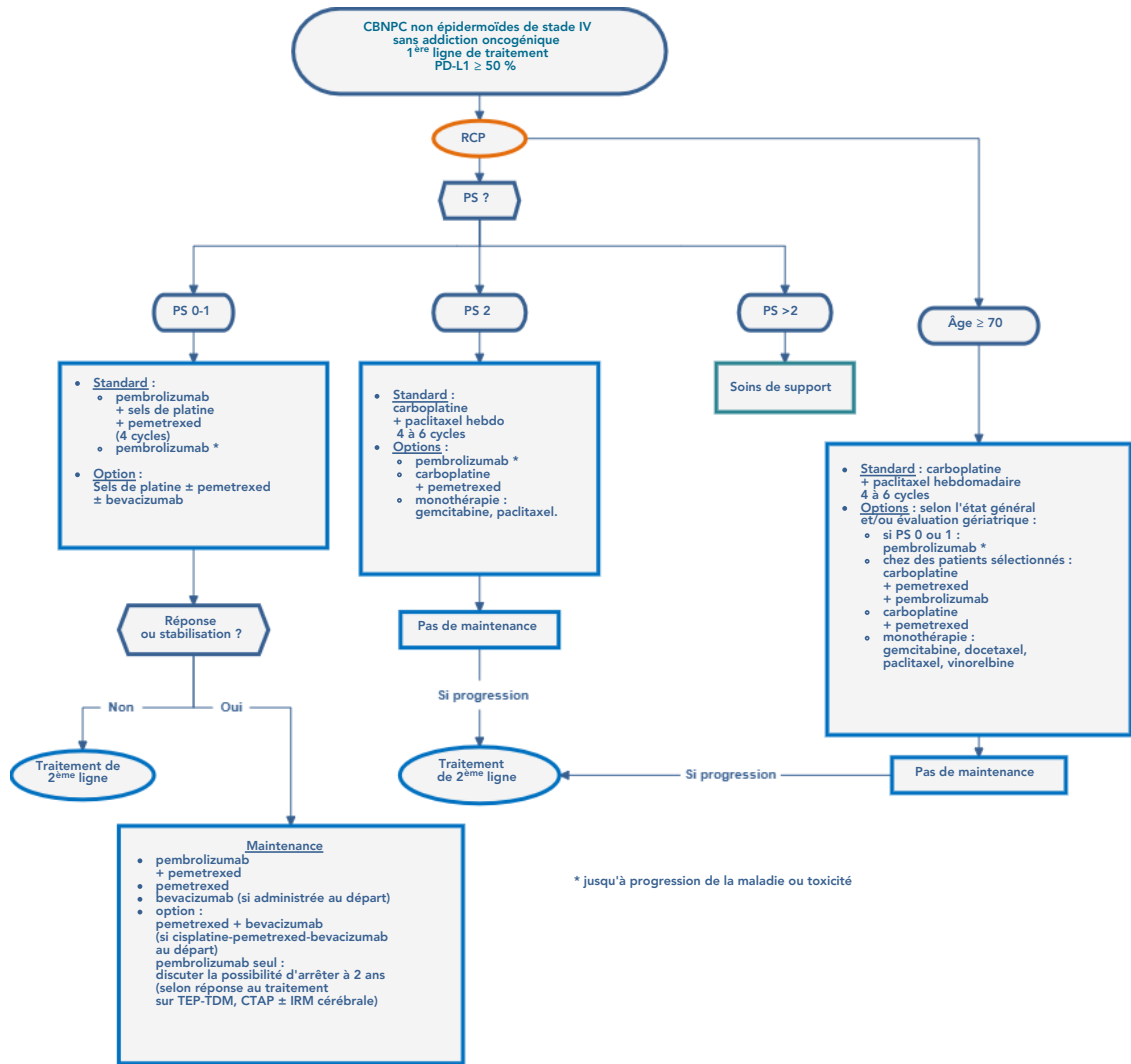 CBNPC non épidermoïdes de stade IV
sans addiction oncogénique
1ère ligne de traitement
PD-L1 ≥ 50 %
RCP
PS ?
PS 0-1
PS 2
PS >2
Âge ≥ 70
• Standard :
◦ pembrolizumab
+ sels de platine
+ pemetrexed
(4 cycles)
◦ pembrolizumab *
• Option :
Sels de platine ± pemetrexed
± bevacizumab
• Standard :
carboplatine
+ paclitaxel hebdo
4 à 6 cycles
• Options :
◦ pembrolizumab *
◦ carboplatine
+ pemetrexed
◦ monothérapie :
gemcitabine, paclitaxel.
Soins de support
• Standard : carboplatine
+ paclitaxel hebdomadaire
4 à 6 cycles
• Options : selon l'état général
et/ou évaluation gériatrique :
◦ si PS 0 ou 1 :
pembrolizumab *
◦ chez des patients sélectionnés :
carboplatine
+ pemetrexed
+ pembrolizumab
◦ carboplatine
+ pemetrexed
◦ monothérapie :
gemcitabine, docetaxel,
paclitaxel, vinorelbine
Réponse
ou stabilisation ?
Pas de maintenance
Si progression
Non
Oui
Traitement de
2ème ligne
Traitement
de 2ème ligne
Si progression
Pas de maintenance
Maintenance
• pembrolizumab
+ pemetrexed
• pemetrexed
• bevacizumab (si administrée au départ)
• option :
pemetrexed + bevacizumab
(si cisplatine-pemetrexed-bevacizumab
au départ)
pembrolizumab seul :
discuter la possibilité d'arrêter à 2 ans
(selon réponse au traitement
sur TEP-TDM, CTAP ± IRM cérébrale)
* jusqu'à progression de la maladie ou toxicité